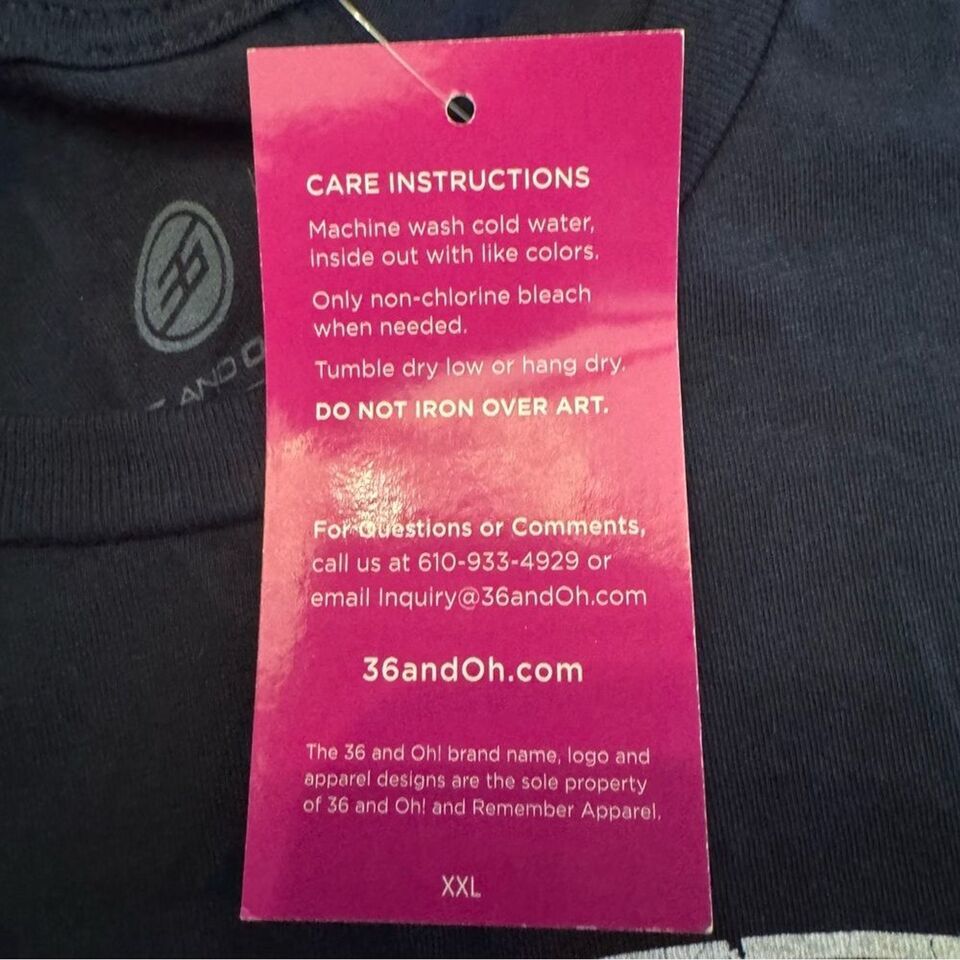 CARE INSTRUCTIONS
Machine wash cold water,
inside out with like colors.
Only non-chlorine bleach
when needed.
Tumble dry low or hang dry.
DO NOT IRON OVER ART.
For Questions or Comments,
call us at 610-933-4929 or
email Inquiry@36andOh.com
36andOh.com
The 36 and Oh! brand name, logo and
apparel designs are the sole property
of 36 and Oh! and Remember Apparel.
XXL
36
AND